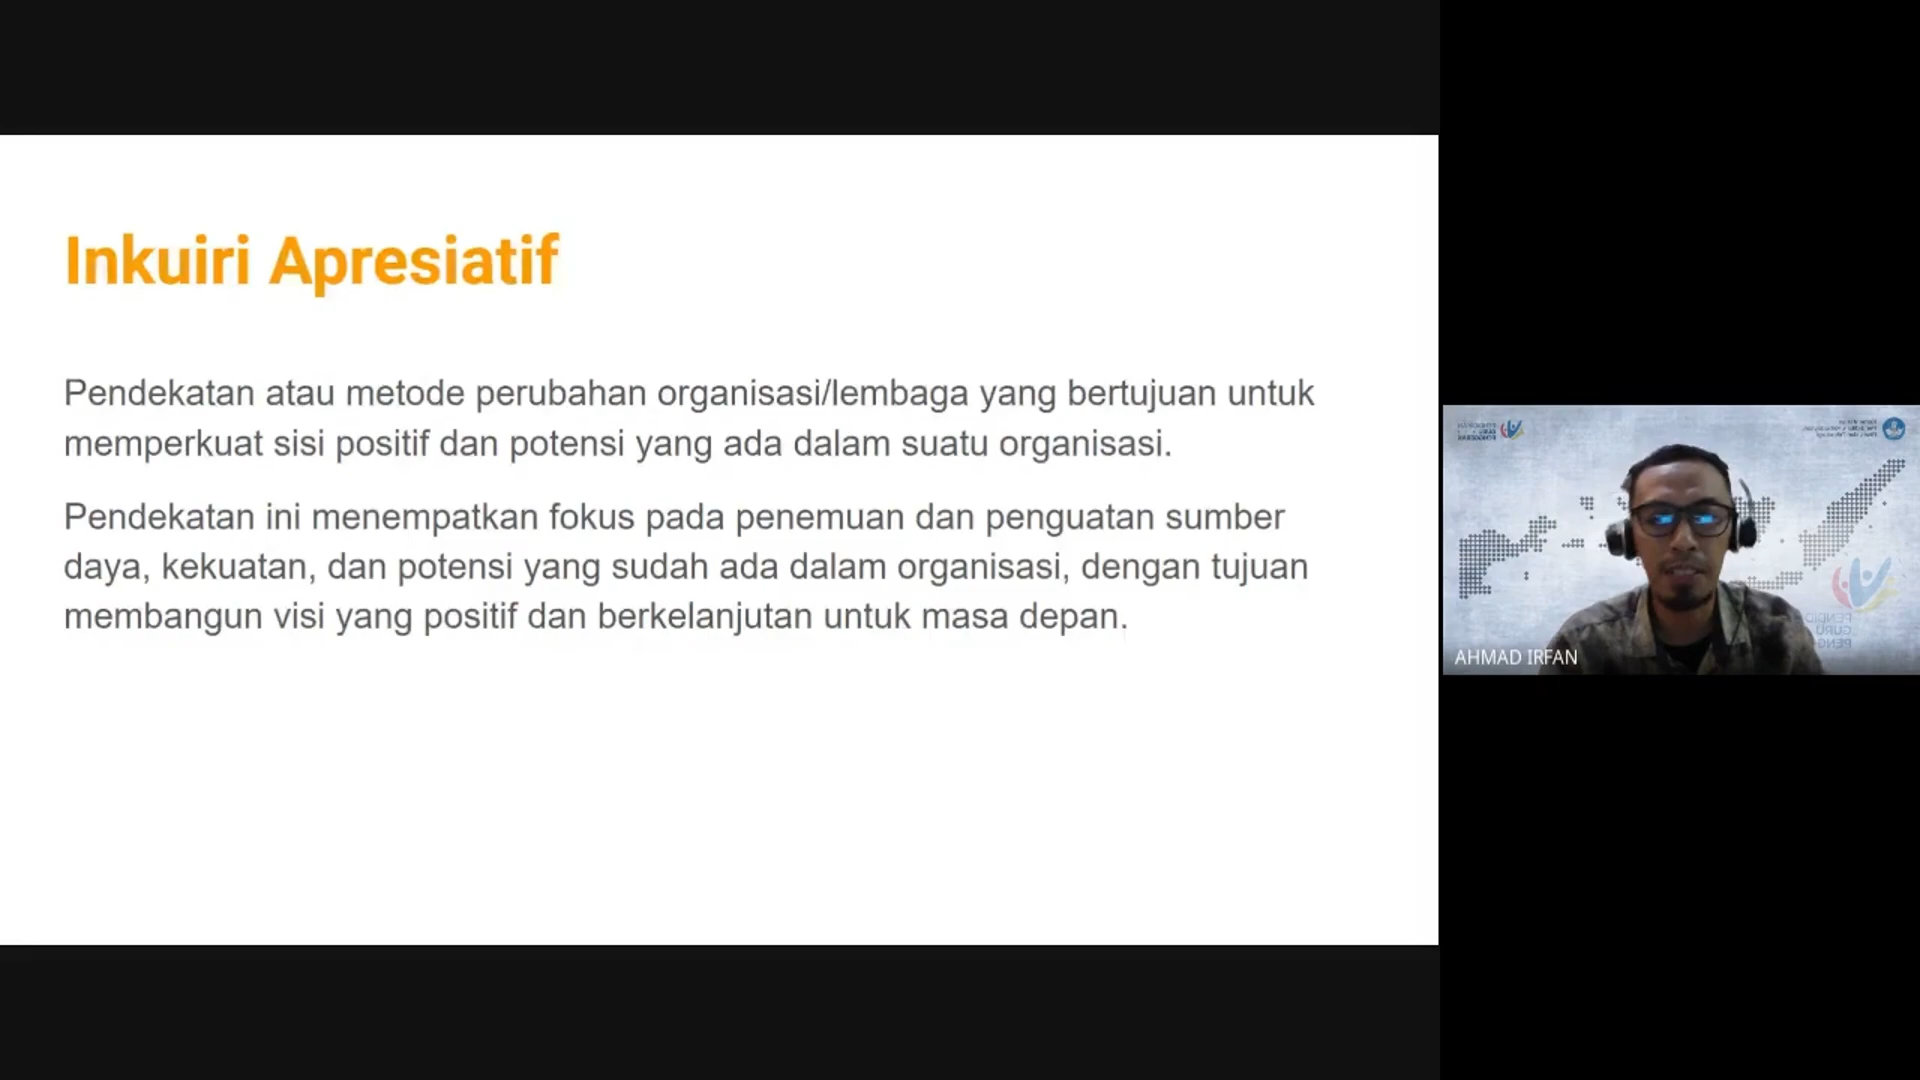 Inkuiri Apresiatif
Pendekatan atau metode perubahan organisasi/lembaga yang bertujuan untuk
memperkuat sisi positif dan potensi yang ada dalam suatu organisasi.
Pendekatan ini menempatkan fokus pada penemuan dan penguatan sumber
daya, kekuatan, dan potensi yang sudah ada dalam organisasi, dengan tujuan
membangun visi yang positif dan berkelanjutan untuk masa depan.
GURU
AHMAD IRFAN